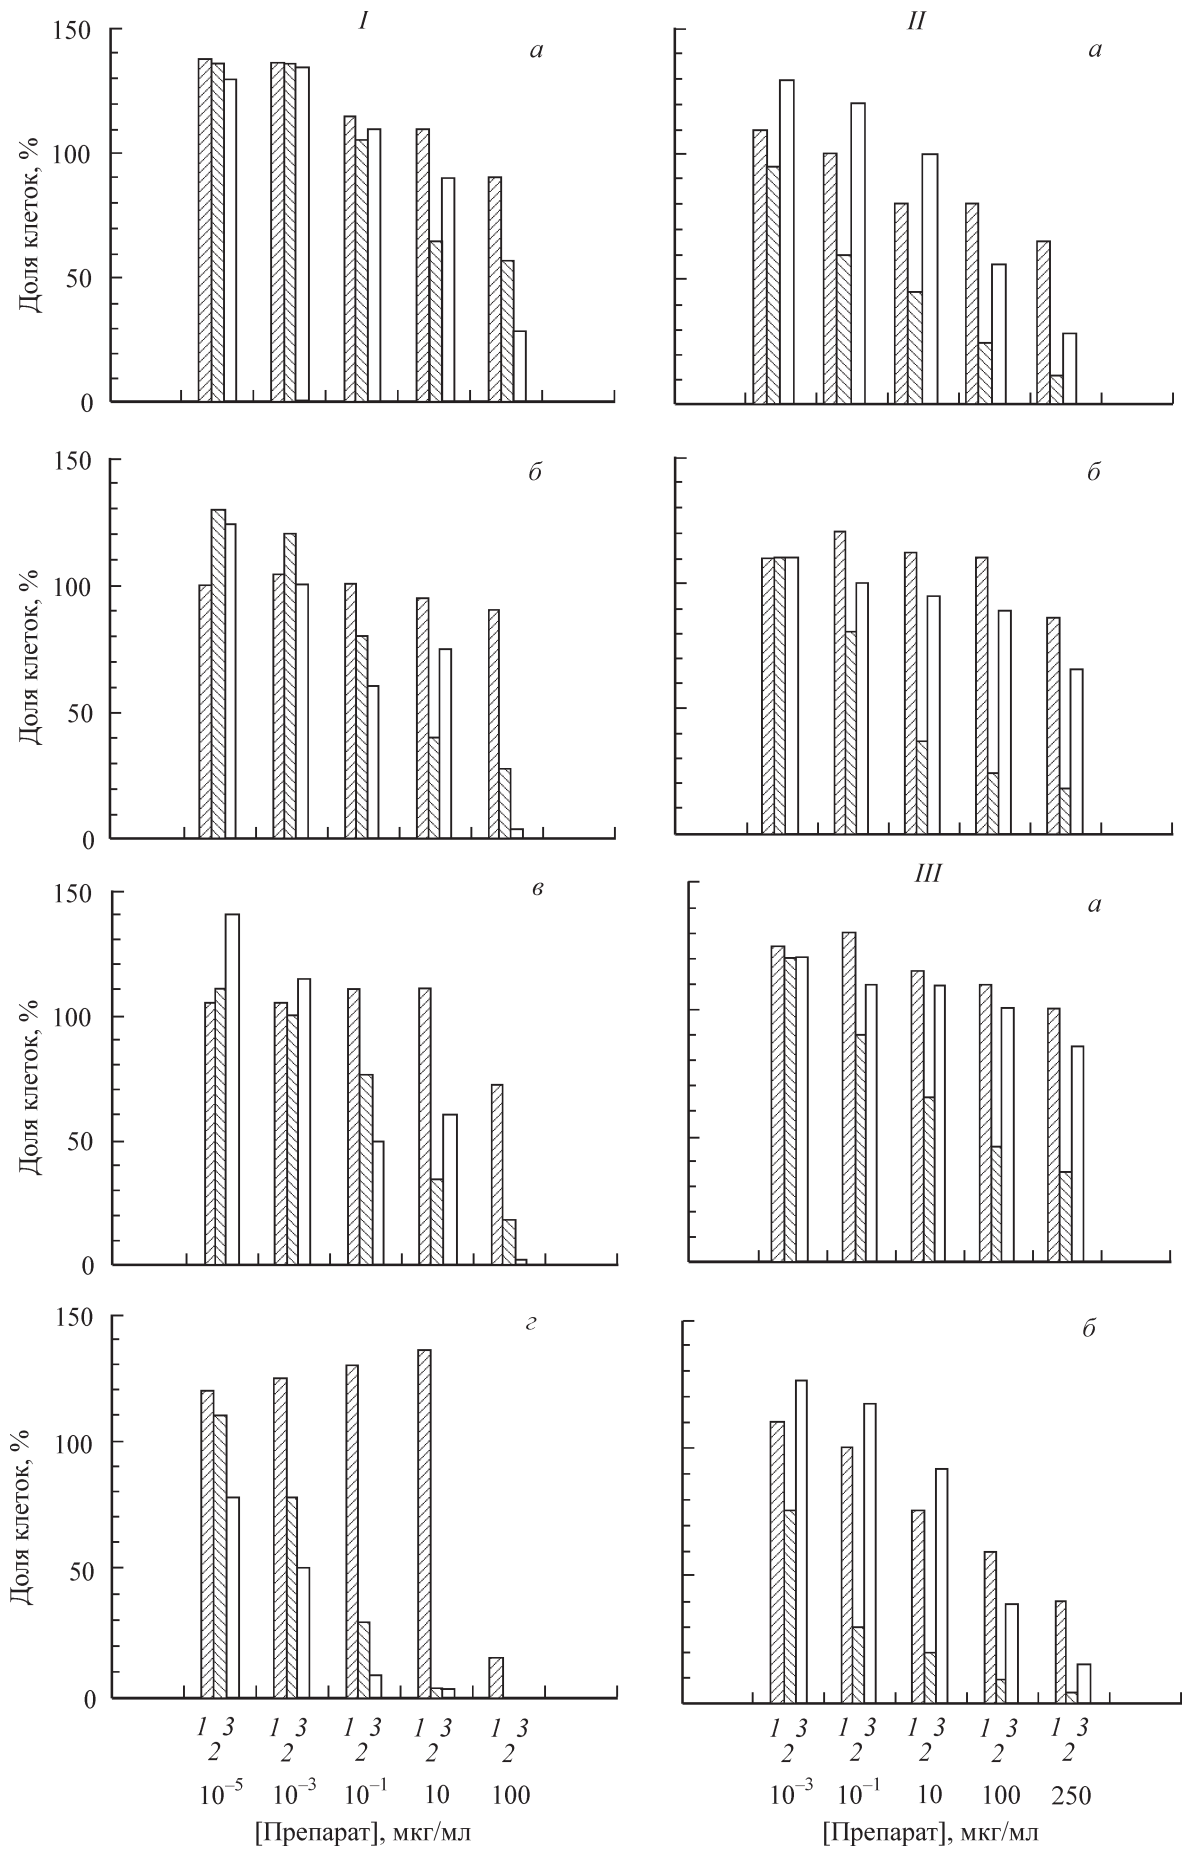 I
II
а
а
150
100
50
0
Доля клеток, %
б
б
150
100
50
0
Доля клеток, %
III
в
а
150
100
50
0
Доля клеток, %
г
б
150
100
50
0
Доля клеток, %
1 3 1 3 1 3 1 3 1 3
2 2 2 2 2
10⁻⁵ 10⁻³ 10⁻¹ 10 100
[Препарат], мкг/мл
1 3 1 3 1 3 1 3 1 3
2 2 2 2 2
10⁻³ 10⁻¹ 10 100 250
[Препарат], мкг/мл